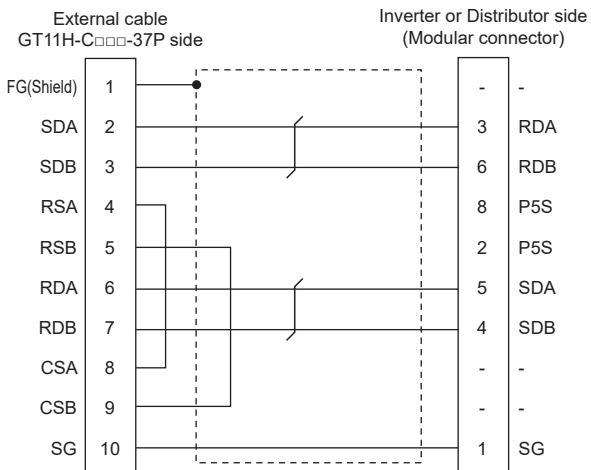 External cable
GT11H-C□□□-37P side
Inverter or Distributor side
(Modular connector)
FG(Shield) 1 - -
SDA 2 3 RDA
SDB 3 6 RDB
RSA 4 8 P5S
RSB 5 2 P5S
RDA 6 5 SDA
RDB 7 4 SDB
CSA 8 - -
CSB 9 - -
SG 10 1 SG